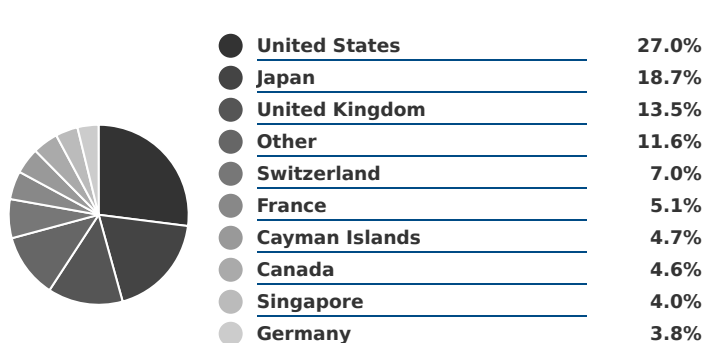 United States 27.0%
Japan 18.7%
United Kingdom 13.5%
Other 11.6%
Switzerland 7.0%
France 5.1%
Cayman Islands 4.7%
Canada 4.6%
Singapore 4.0%
Germany 3.8%